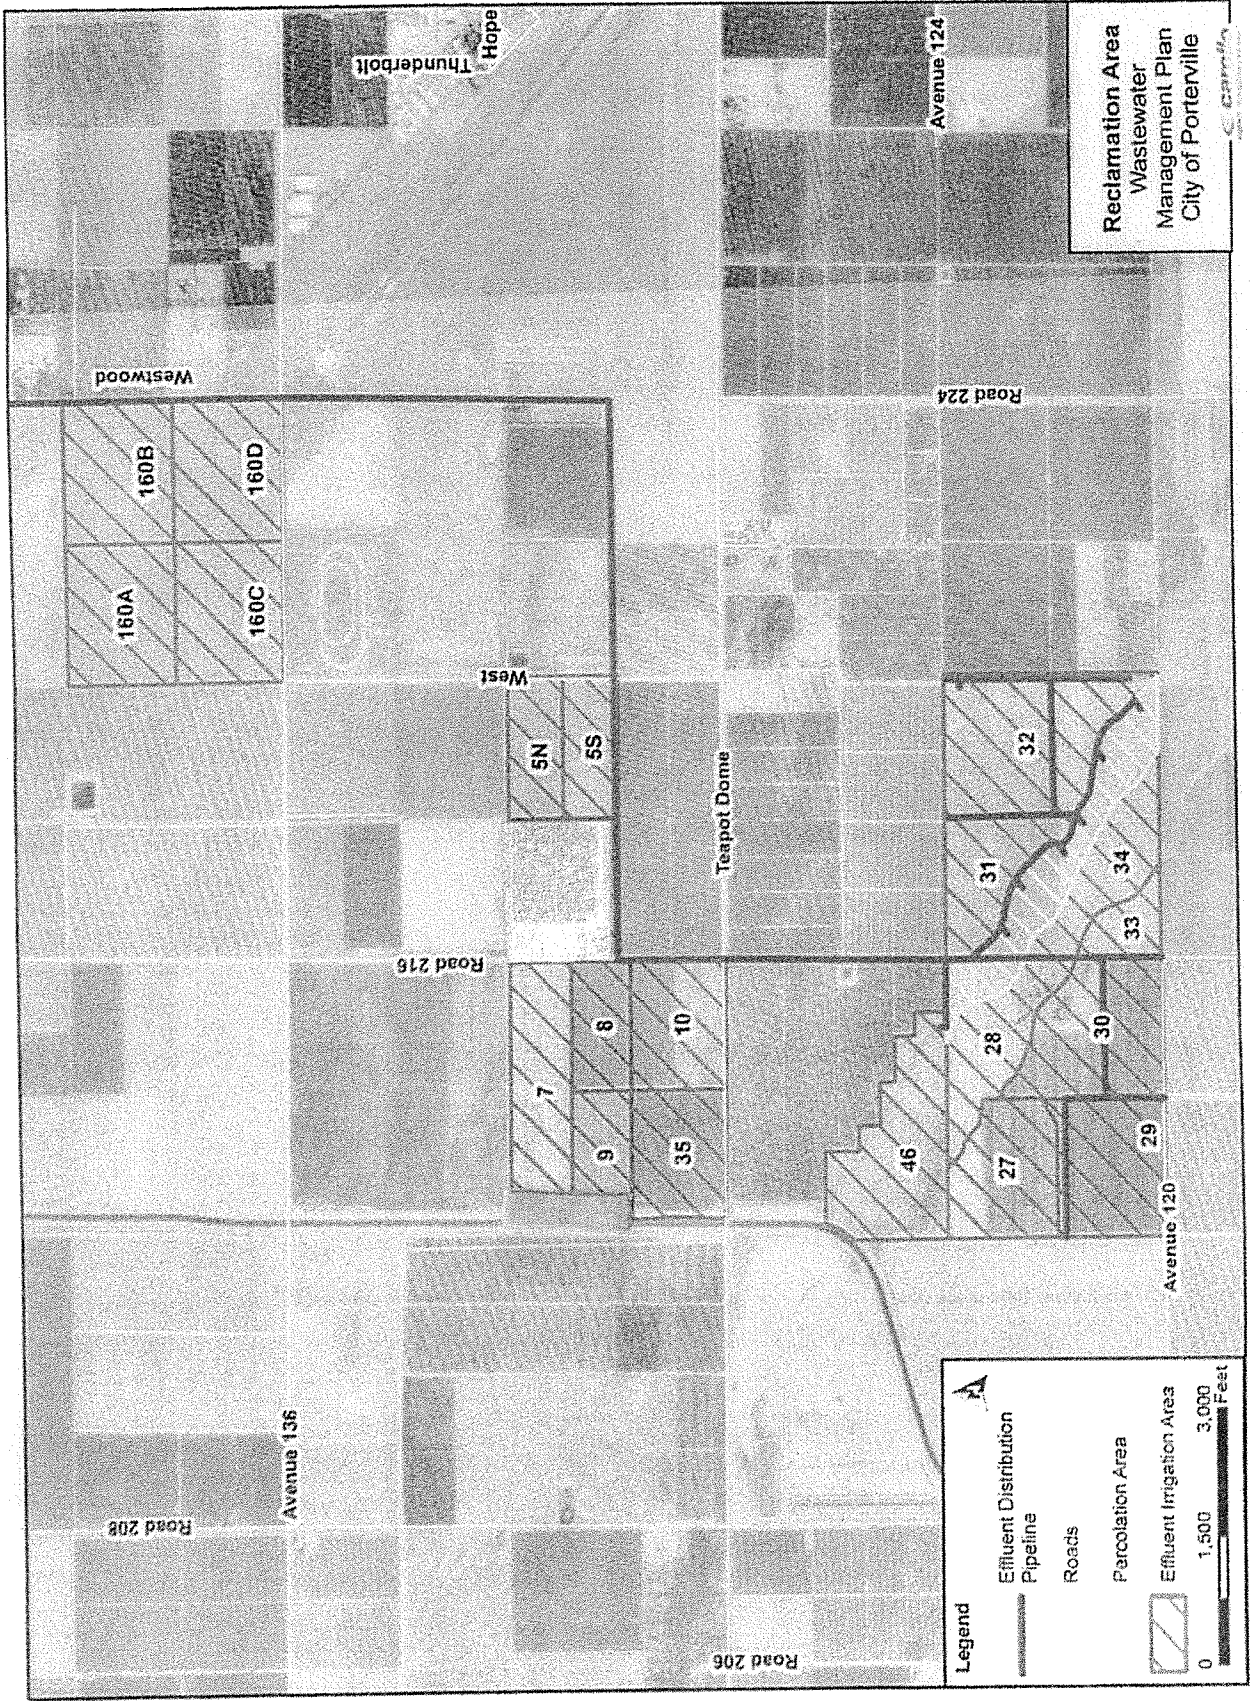 Thunderbolt
Hope
Westwood
160A
160B
160C
160D
West
5N
5S
Avenue 136
Road 208
Road 216
7
8
9
10
35
Teapot Dome
Road 206
Road 224
Avenue 124
46
31
32
28
27
33
34
30
29
Avenue 120
Legend
Effluent Distribution
Pipeline
Roads
Percolation Area
Effluent Irrigation Area
0 1,500 3,000
Feet
Reclamation Area
Wastewater
Management Plan
City of Porterville
carollo